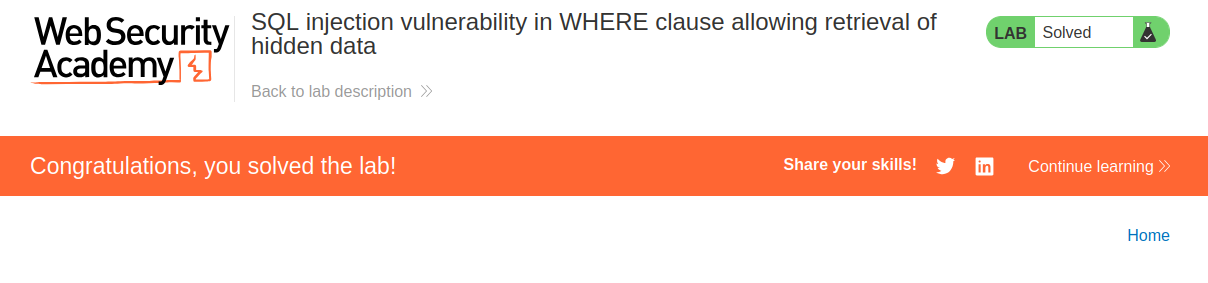 Web Security
Academy
SQL injection vulnerability in WHERE clause allowing retrieval of
hidden data
Back to lab description
LAB Solved
Congratulations, you solved the lab!
Share your skills!
Continue learning
Home